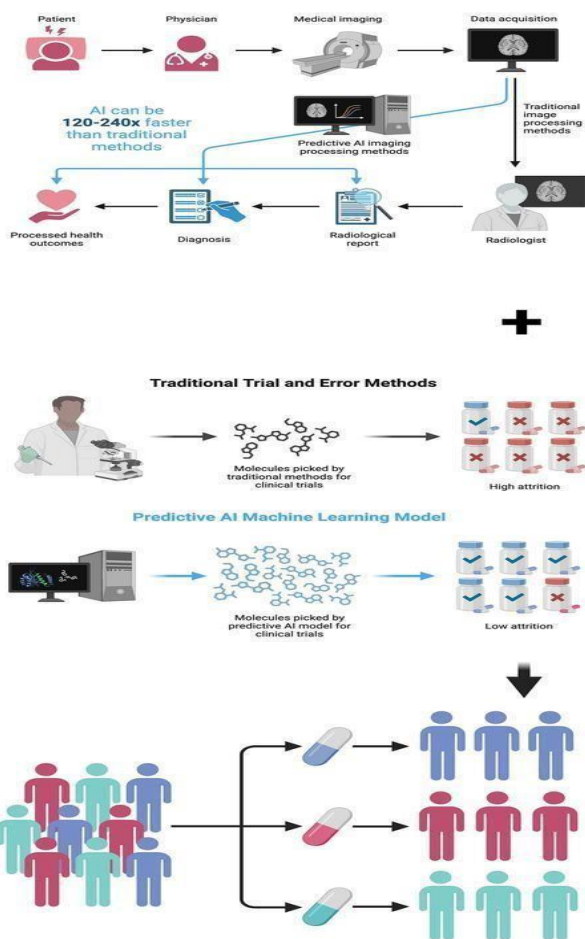 Patient
Physician
Medical imaging
Data acquisition
AI can be
120-240x faster
than traditional
methods
Predictive AI imaging
processing methods
Traditional
image
processing
methods
Processed health
outcomes
Diagnosis
Radiological
report
Radiologist
Traditional Trial and Error Methods
Molecules picked by
traditional methods for
clinical trials
High attrition
Predictive AI Machine Learning Model
Molecules picked by
predictive AI model for
clinical trials
Low attrition